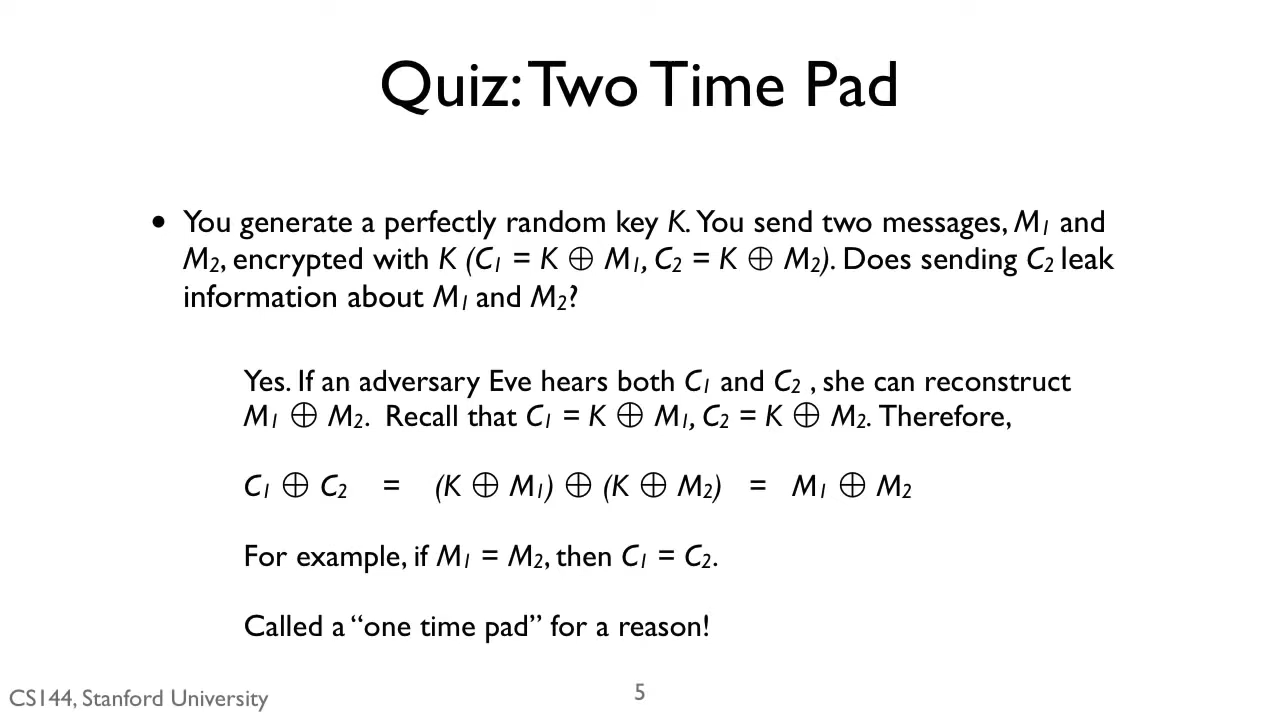 Quiz: Two Time Pad
• You generate a perfectly random key K. You send two messages, M₁ and
M₂, encrypted with K (C₁ = K ⊕ M₁, C₂ = K ⊕ M₂). Does sending C₂ leak
information about M₁ and M₂?
Yes. If an adversary Eve hears both C₁ and C₂ , she can reconstruct
M₁ ⊕ M₂. Recall that C₁ = K ⊕ M₁, C₂ = K ⊕ M₂. Therefore,
C₁ ⊕ C₂ = (K ⊕ M₁) ⊕ (K ⊕ M₂) = M₁ ⊕ M₂
For example, if M₁ = M₂, then C₁ = C₂.
Called a “one time pad” for a reason!
CS144, Stanford University
5